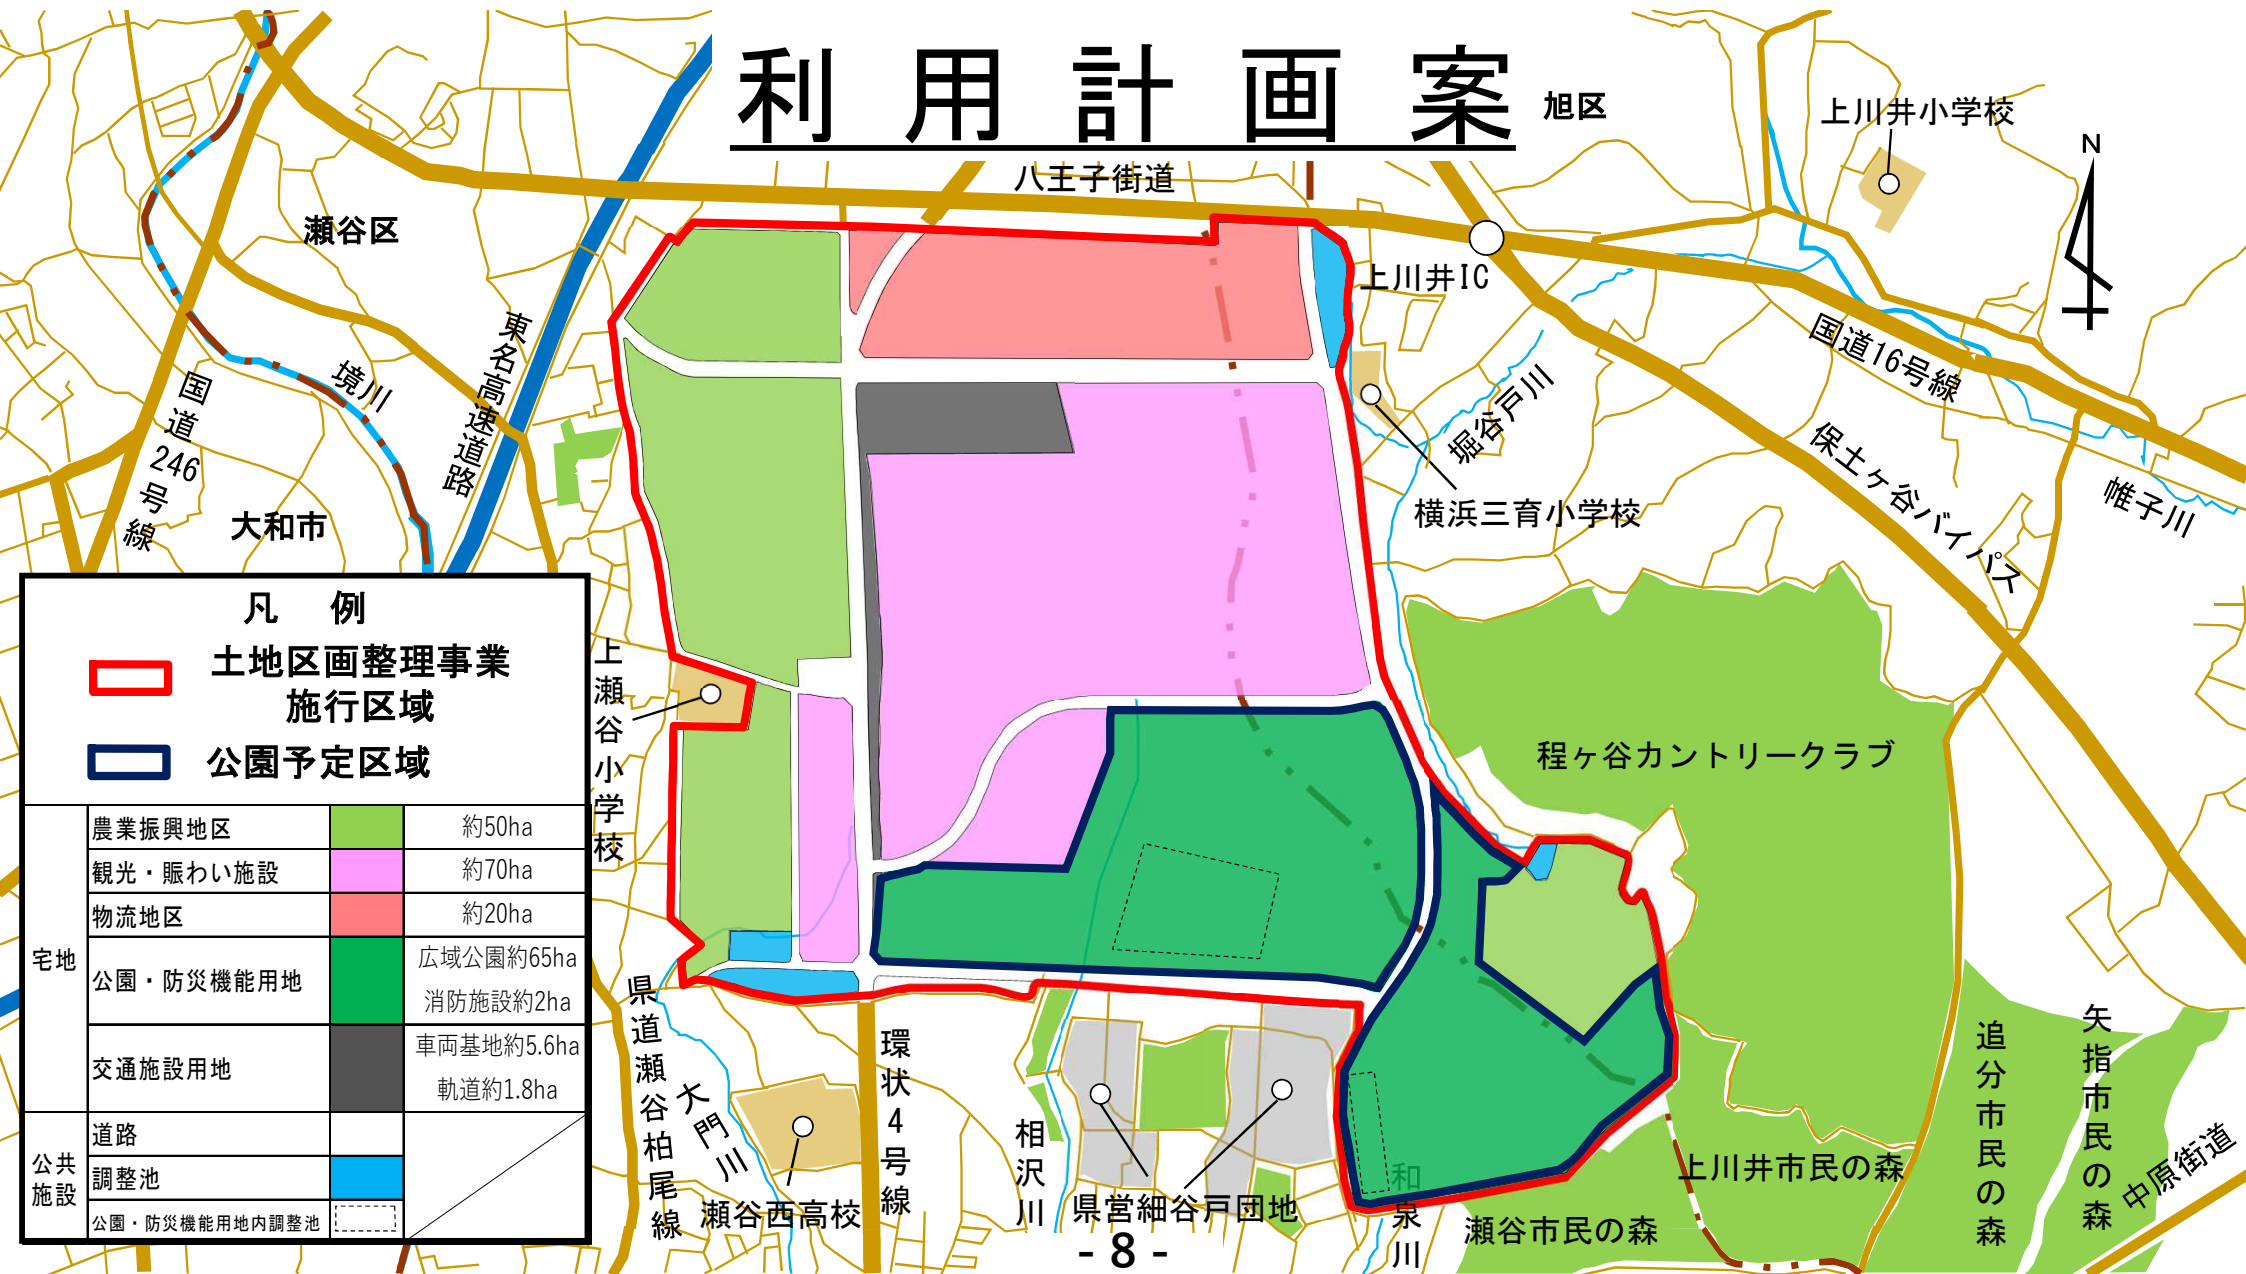 利用計画案
旭区
上川井小学校
N
八王子街道
瀬谷区
上川井IC
東名高速道路
国道16号線
境川
国道246号線
堀谷戸川
保土ヶ谷バイパス
横浜三育小学校
帷子川
大和市
凡 例
土地区画整理事業
施行区域
公園予定区域
宅地
農業振興地区 約50ha
観光・賑わい施設 約70ha
物流地区 約20ha
公園・防災機能用地 広域公園約65ha
消防施設約2ha
交通施設用地 車両基地約5.6ha
軌道約1.8ha
公共
施設
道路
調整池
公園・防災機能用地内調整池
上瀬谷小学校
程ヶ谷カントリークラブ
県道瀬谷柏尾線
大門川
瀬谷西高校
環状4号線
相沢川
県営細谷戸団地
和泉川
瀬谷市民の森
上川井市民の森
追分市民の森
矢指市民の森
中原街道
- 8 -